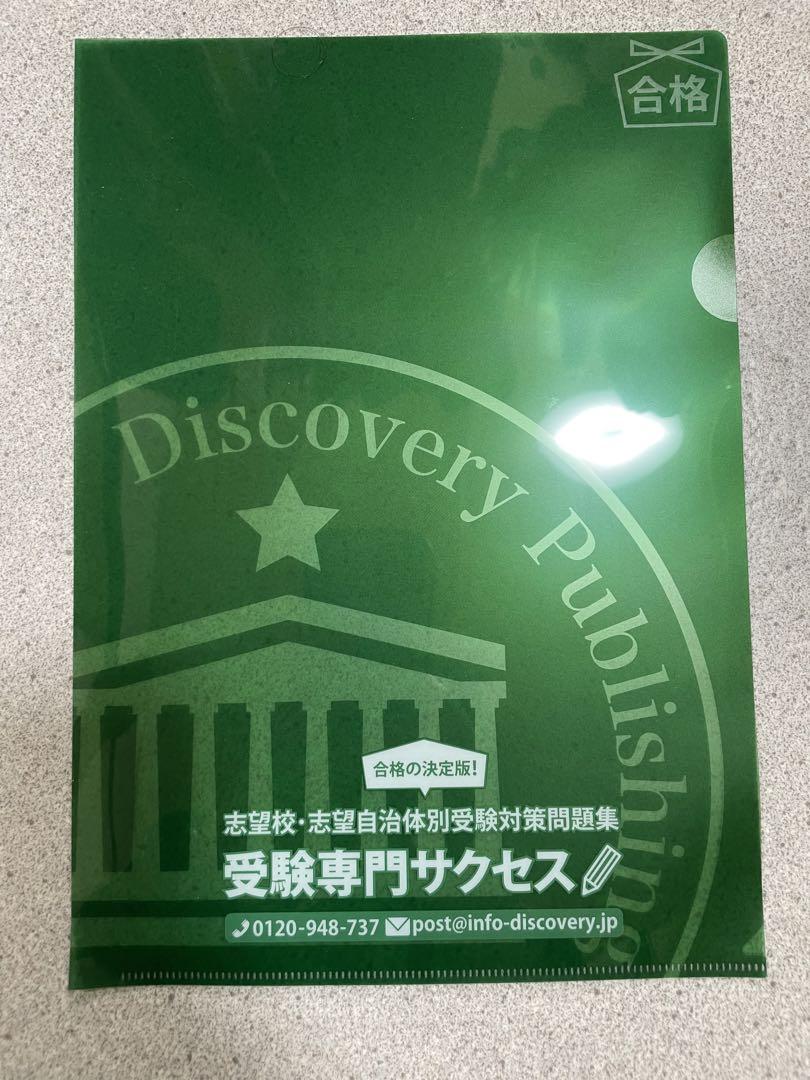 合格
Discovery Publishing
合格の決定版!
志望校・志望自治体別受験対策問題集
受験専門サクセス
0120-948-737 post@info-discovery.jp